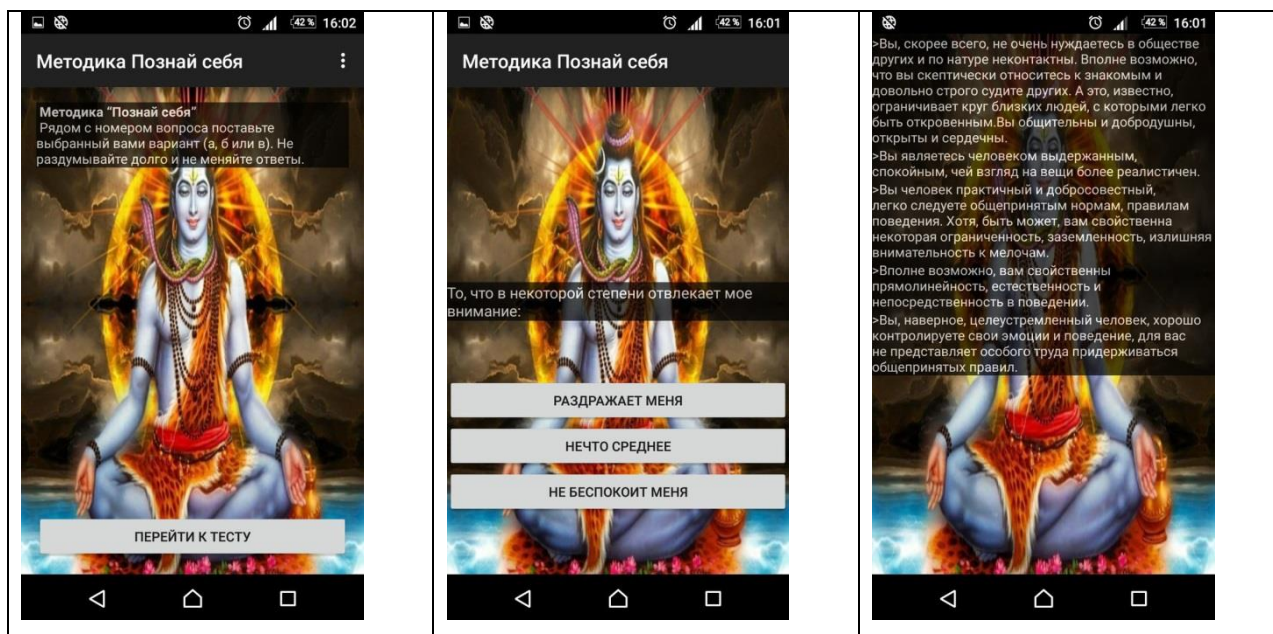 42% 16:02
Методика Познай себя
Методика “Познай себя”
Рядом с номером вопроса поставьте
выбранный вами вариант (а, б или в). Не
раздумывайте долго и не меняйте ответы.
ПЕРЕЙТИ К ТЕСТУ
42% 16:01
Методика Познай себя
То, что в некоторой степени отвлекает мое
внимание:
РАЗДРАЖАЕТ МЕНЯ
НЕЧТО СРЕДНЕЕ
НЕ БЕСПОКОИТ МЕНЯ
42% 16:01
>Вы, скорее всего, не очень нуждаетесь в обществе
других и по натуре неконтактны. Вполне возможно,
что вы скептически относитесь к знакомым и
довольно строго судите других. А это, известно,
ограничивает круг близких людей, с которыми легко
быть откровенным.Вы общительны и добродушны,
открыты и сердечны.
>Вы являетесь человеком выдержанным,
спокойным, чей взгляд на вещи более реалистичен.
>Вы человек практичный и добросовестный,
легко следуете общепринятым нормам, правилам
поведения. Хотя, быть может, вам свойственна
некоторая ограниченность, заземленность, излишняя
внимательность к мелочам.
>Вполне возможно, вам свойственны
прямолинейность, естественность и
непосредственность в поведении.
>Вы, наверное, целеустремленный человек, хорошо
контролируете свои эмоции и поведение, для вас
не представляет особого труда придерживаться
общепринятых правил.